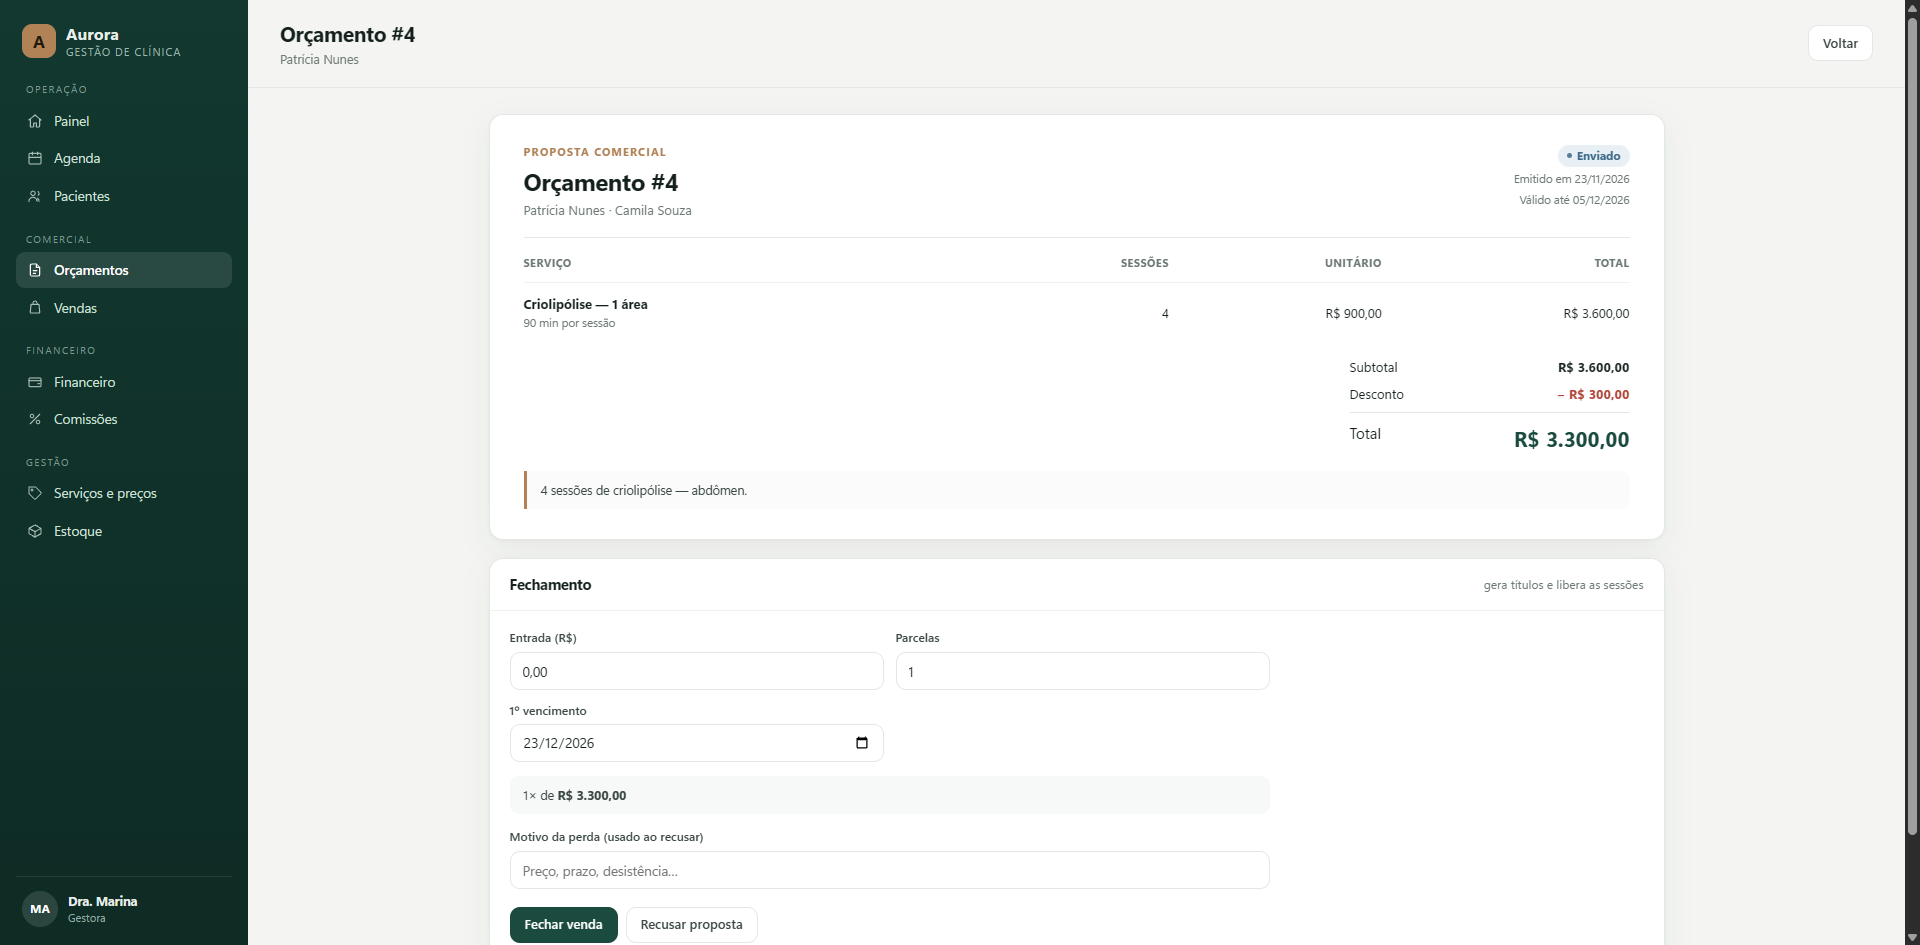 A
Aurora
GESTÃO DE CLÍNICA
OPERAÇÃO
Painel
Agenda
Pacientes
COMERCIAL
Orçamentos
Vendas
FINANCEIRO
Financeiro
Comissões
GESTÃO
Serviços e preços
Estoque
MA
Dra. Marina
Gestora
Orçamento #4
Patrícia Nunes
Voltar
PROPOSTA COMERCIAL
Orçamento #4
Patrícia Nunes · Camila Souza
Enviado
Emitido em 23/11/2026
Válido até 05/12/2026
SERVIÇO SESSÕES UNITÁRIO TOTAL
Criolipólise — 1 área
90 min por sessão
4 R$ 900,00 R$ 3.600,00
Subtotal R$ 3.600,00
Desconto – R$ 300,00
Total R$ 3.300,00
4 sessões de criolipólise — abdômen.
Fechamento
gera títulos e libera as sessões
Entrada (R$) Parcelas
0,00 1
1º vencimento
23/12/2026
1× de R$ 3.300,00
Motivo da perda (usado ao recusar)
Preço, prazo, desistência...
Fechar venda Recusar proposta